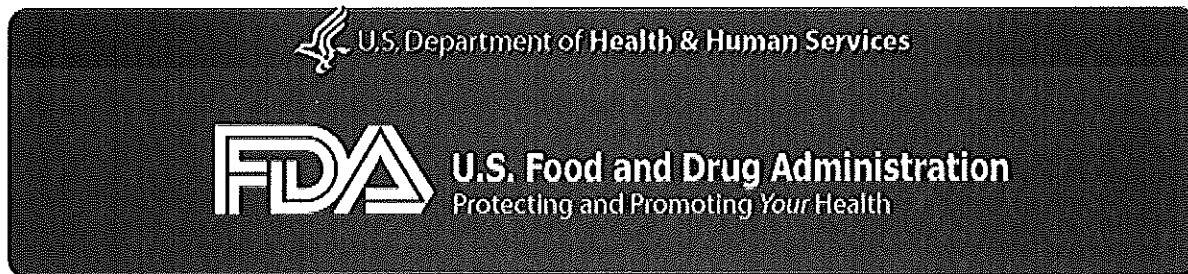 U.S. Department of Health & Human Services
FDA
U.S. Food and Drug Administration
Protecting and Promoting Your Health